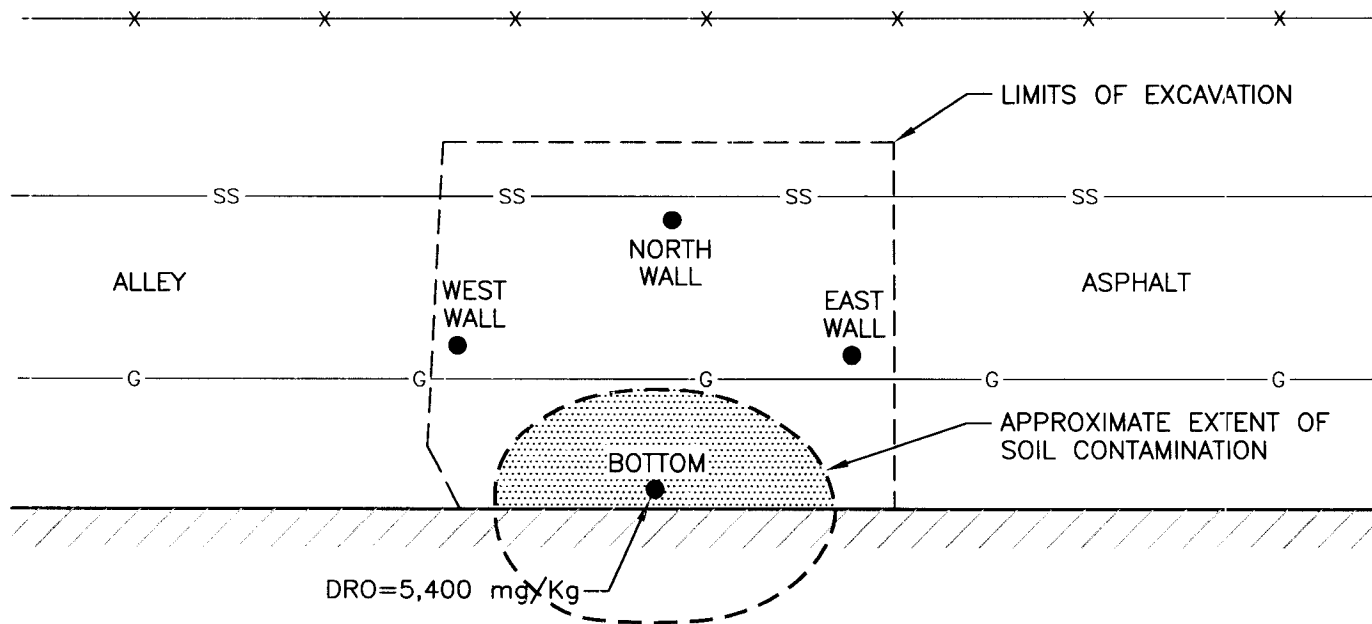 X X X X X X X
LIMITS OF EXCAVATION
SS SS SS SS
NORTH
WALL
ALLEY
ASPHALT
WEST
WALL
EAST
WALL
G G G G G
APPROXIMATE EXTENT OF
SOIL CONTAMINATION
BOTTOM
DRO=5,400 mg/Kg